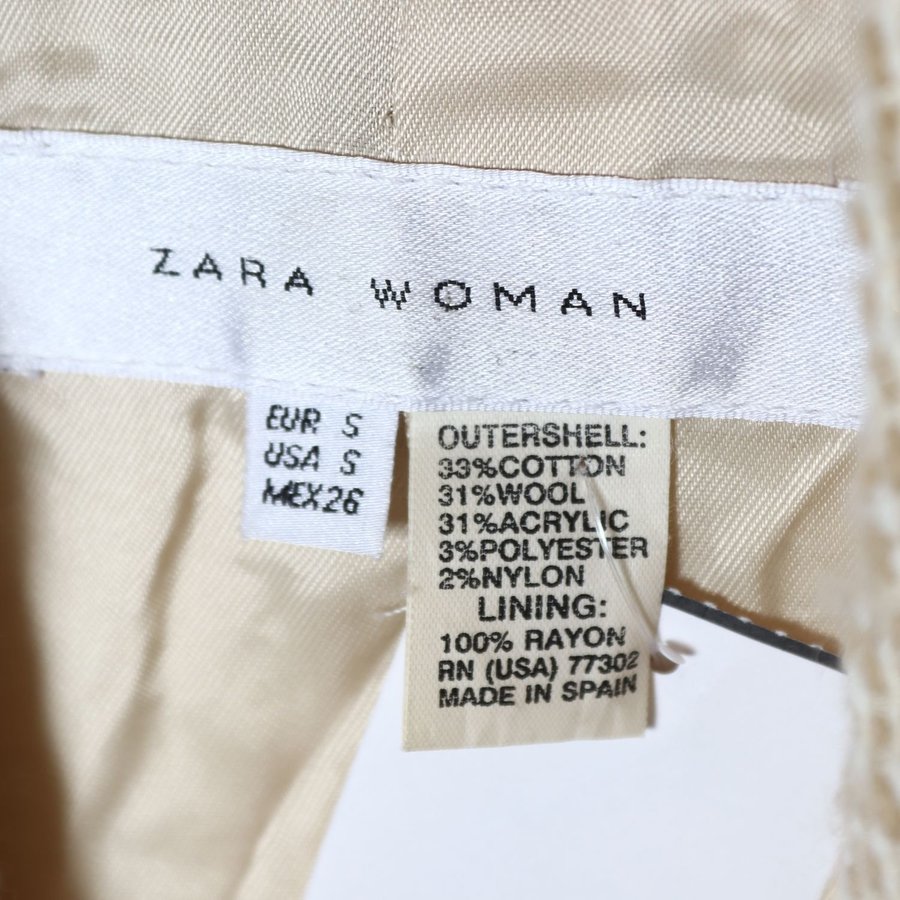 ZARA WOMAN
EUR S
USA S
MEX 26
OUTERSHELL:
33%COTTON
31%WOOL
31%ACRYLIC
3%POLYESTER
2%NYLON
LINING:
100% RAYON
RN (USA) 77302
MADE IN SPAIN